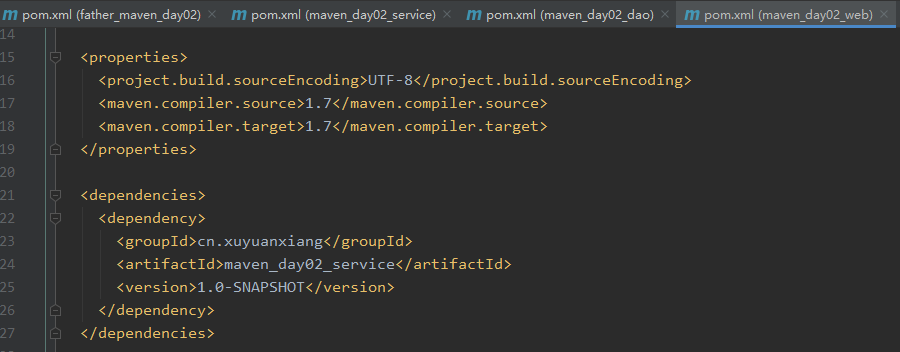 pom.xml (father_maven_day02) × pom.xml (maven_day02_service) × pom.xml (maven_day02_dao) × pom.xml (maven_day02_web) ×
14
15 <properties>
16 <project.build.sourceEncoding>UTF-8</project.build.sourceEncoding>
17 <maven.compiler.source>1.7</maven.compiler.source>
18 <maven.compiler.target>1.7</maven.compiler.target>
19 </properties>
20
21 <dependencies>
22 <dependency>
23 <groupId>cn.xuyuanxiang</groupId>
24 <artifactId>maven_day02_service</artifactId>
25 <version>1.0-SNAPSHOT</version>
26 </dependency>
27 </dependencies>